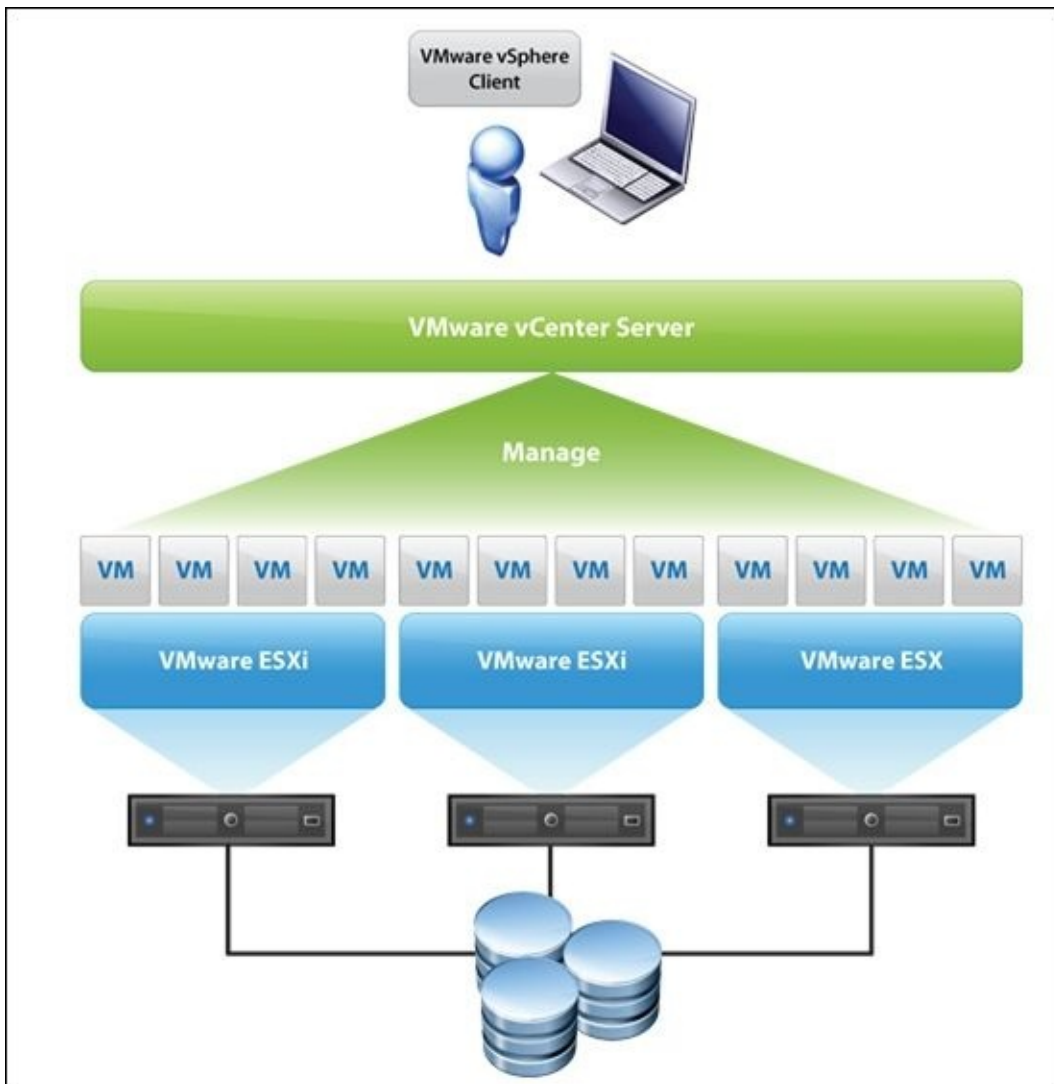 VMware vSphere
Client
VMware vCenter Server
Manage
VM VM VM VM VM VM VM VM VM VM VM VM
VMware ESXi VMware ESXi VMware ESX